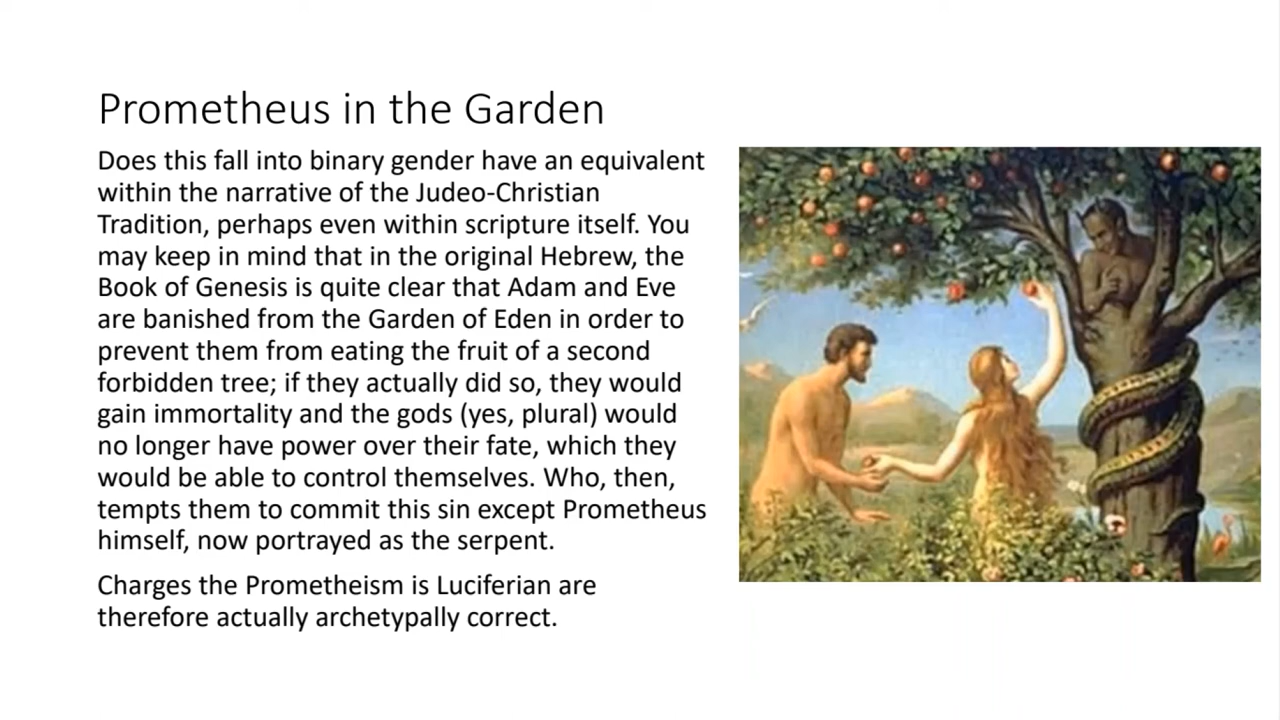 Prometheus in the Garden
Does this fall into binary gender have an equivalent
within the narrative of the Judeo-Christian
Tradition, perhaps even within scripture itself. You
may keep in mind that in the original Hebrew, the
Book of Genesis is quite clear that Adam and Eve
are banished from the Garden of Eden in order to
prevent them from eating the fruit of a second
forbidden tree; if they actually did so, they would
gain immortality and the gods (yes, plural) would
no longer have power over their fate, which they
would be able to control themselves. Who, then,
tempts them to commit this sin except Prometheus
himself, now portrayed as the serpent.
Charges the Prometheism is Luciferian are
therefore actually archetypally correct.